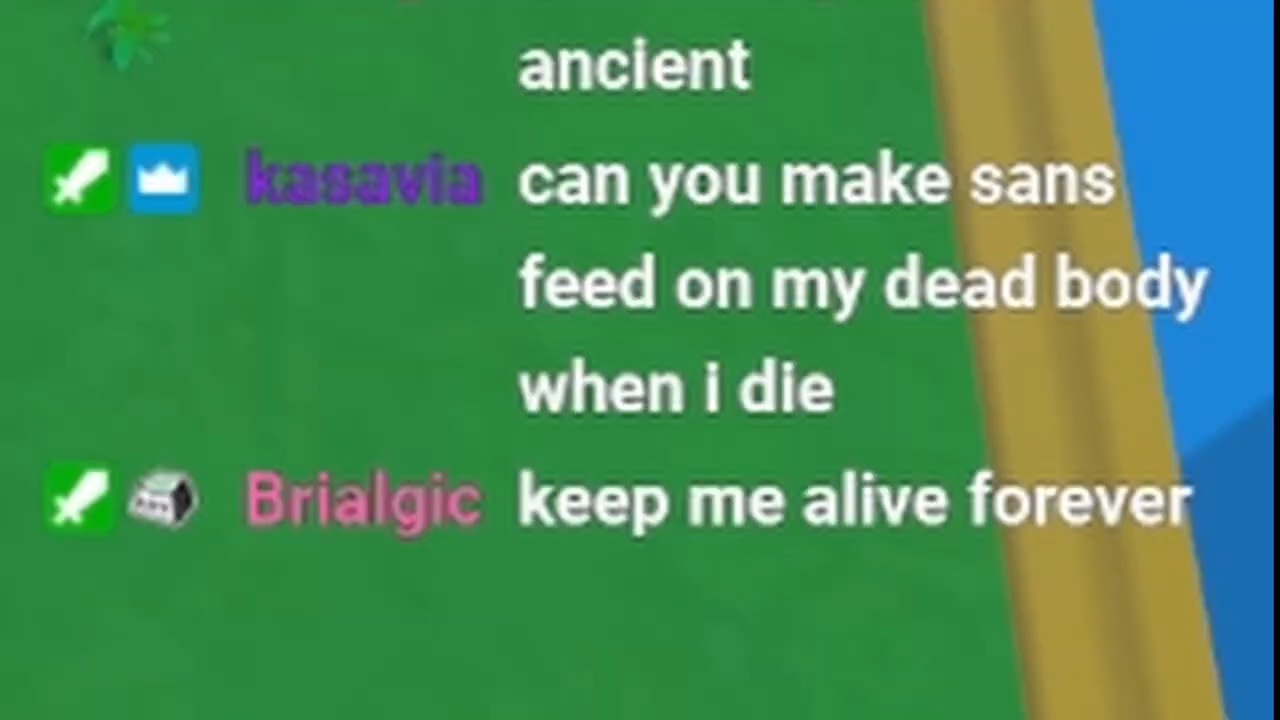 ancient
kasavia can you make sans
feed on my dead body
when i die
Brialgic keep me alive forever